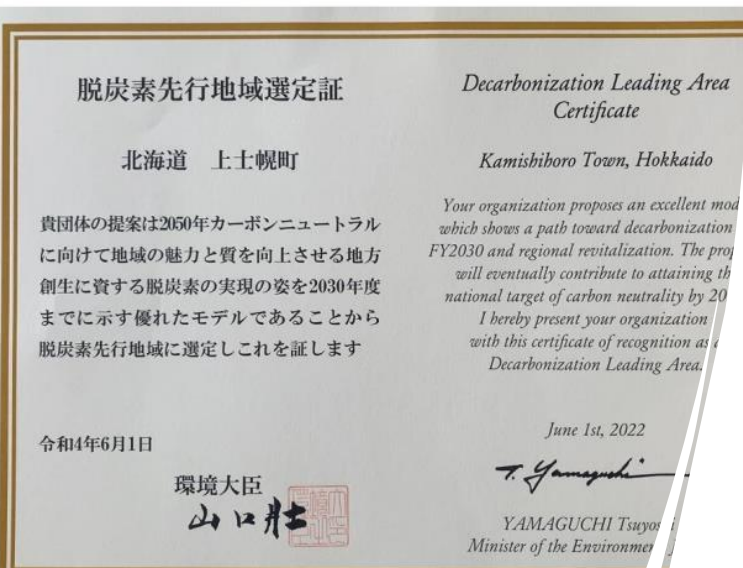 脱炭素先行地域選定証
北海道 上士幌町
貴団体の提案は2050年カーボンニュートラル
に向けて地域の魅力と質を向上させる地方
創生に資する脱炭素の実現の姿を2030年度
までに示す優れたモデルであることから
脱炭素先行地域に選定しこれを証します
令和4年6月1日
環境大臣
山口壯
Decarbonization Leading Area
Certificate
Kamishihoro Town, Hokkaido
Your organization proposes an excellent
which shows a path toward decarbonization
FY2030 and regional revitalization. The
will eventually contribute to attaining
national target of carbon neutrality by
I hereby present your organization
with this certificate of recognition as
Decarbonization Leading Area.
June 1st, 2022
T. Yamaguchi
YAMAGUCHI
Minister of the